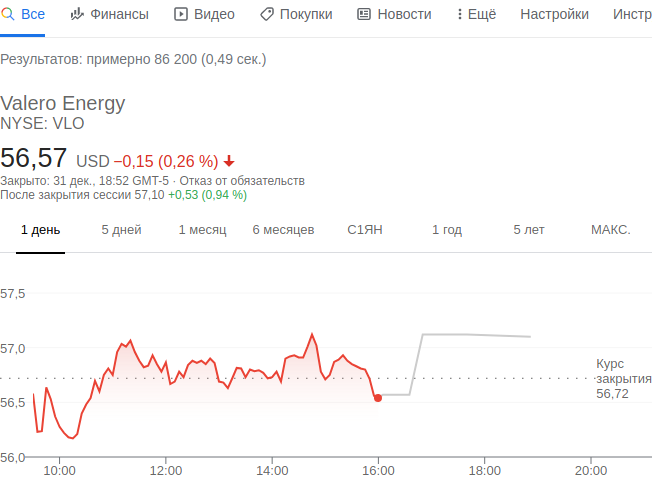 Все Финансы Видео Покупки Новости Ещё Настройки Инстр
Результатов: примерно 86 200 (0,49 сек.)
Valero Energy
NYSE: VLO
56,57 USD −0,15 (0,26 %)
Закрыто: 31 дек., 18:52 GMT-5 · Отказ от обязательств
После закрытия сессии 57,10 +0,53 (0,94 %)
1 день 5 дней 1 месяц 6 месяцев С1ЯН 1 год 5 лет МАКС.
57,5
57,0
Курс
закрытия
56,72
56,5
56,0
10:00 12:00 14:00 16:00 18:00 20:00